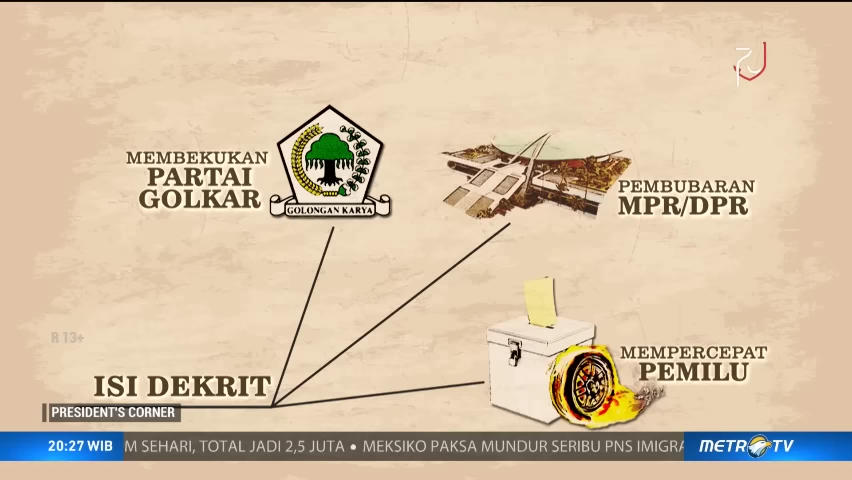 MEMBEKUKAN
PARTAI
GOLKAR
GOLONGAN KARYA
PEMBUBARAN
MPR/DPR
MEMPERCEPAT
PEMILU
R 13+
ISI DEKRIT
PRESIDENT'S CORNER
20:27 WIB
M SEHARI, TOTAL JADI 2,5 JUTA • MEKSIKO PAKSA MUNDUR SERIBU PNS IMIGRA
METRO TV